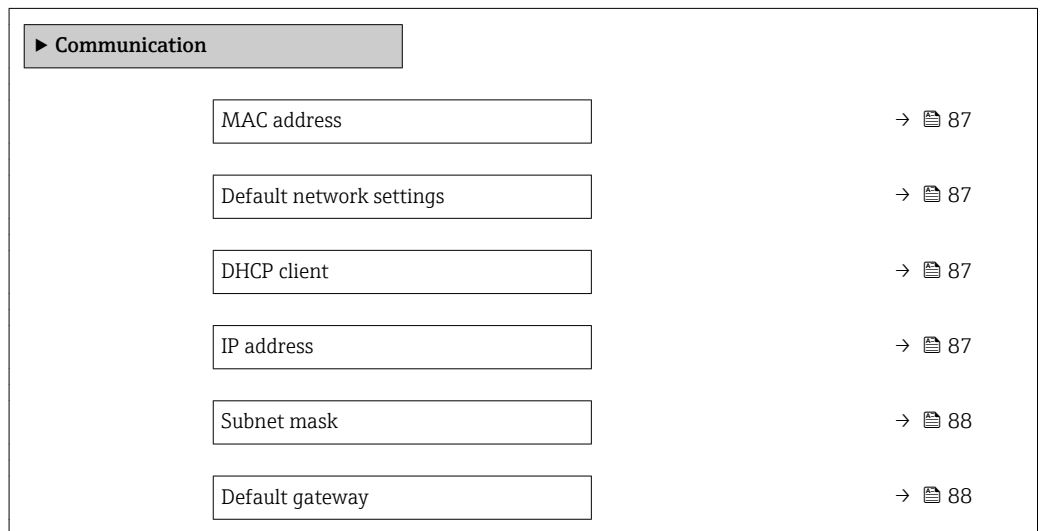 ▶ Communication
MAC address → 87
Default network settings → 87
DHCP client → 87
IP address → 87
Subnet mask → 88
Default gateway → 88